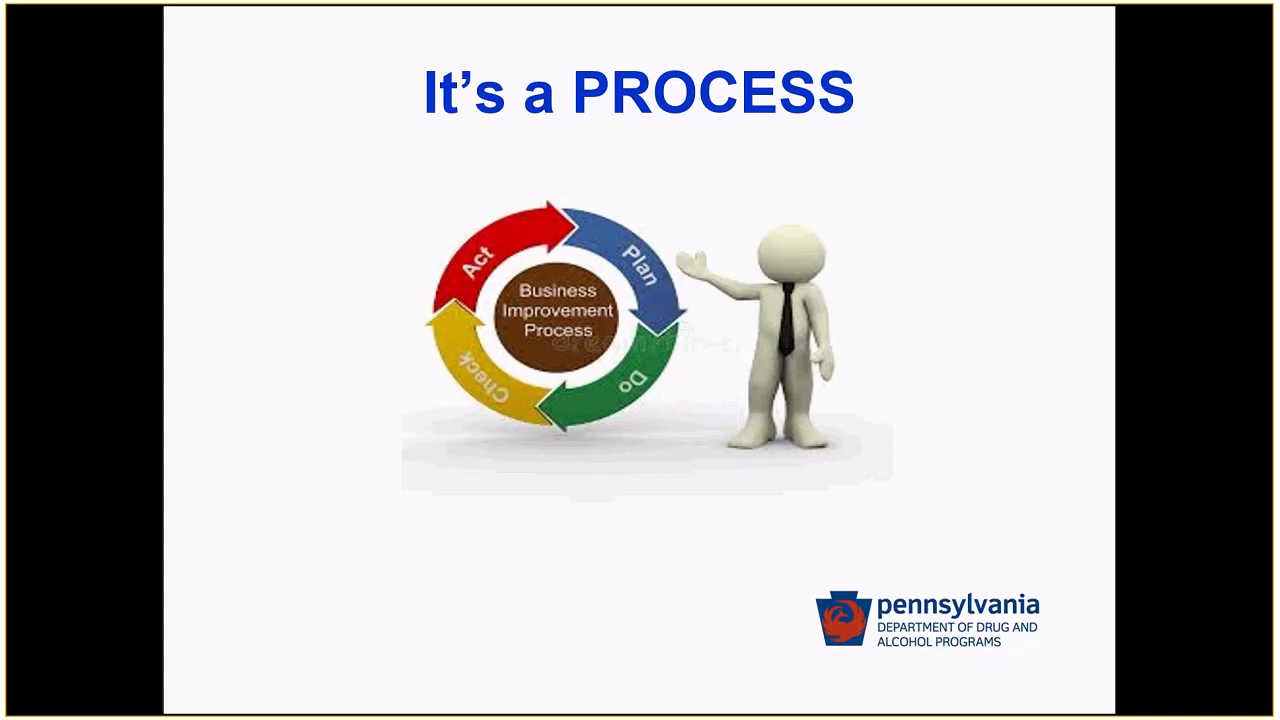 It’s a PROCESS
Act
Plan
Business
Improvement
Process
Check
Do
pennsylvania
DEPARTMENT OF DRUG AND
ALCOHOL PROGRAMS